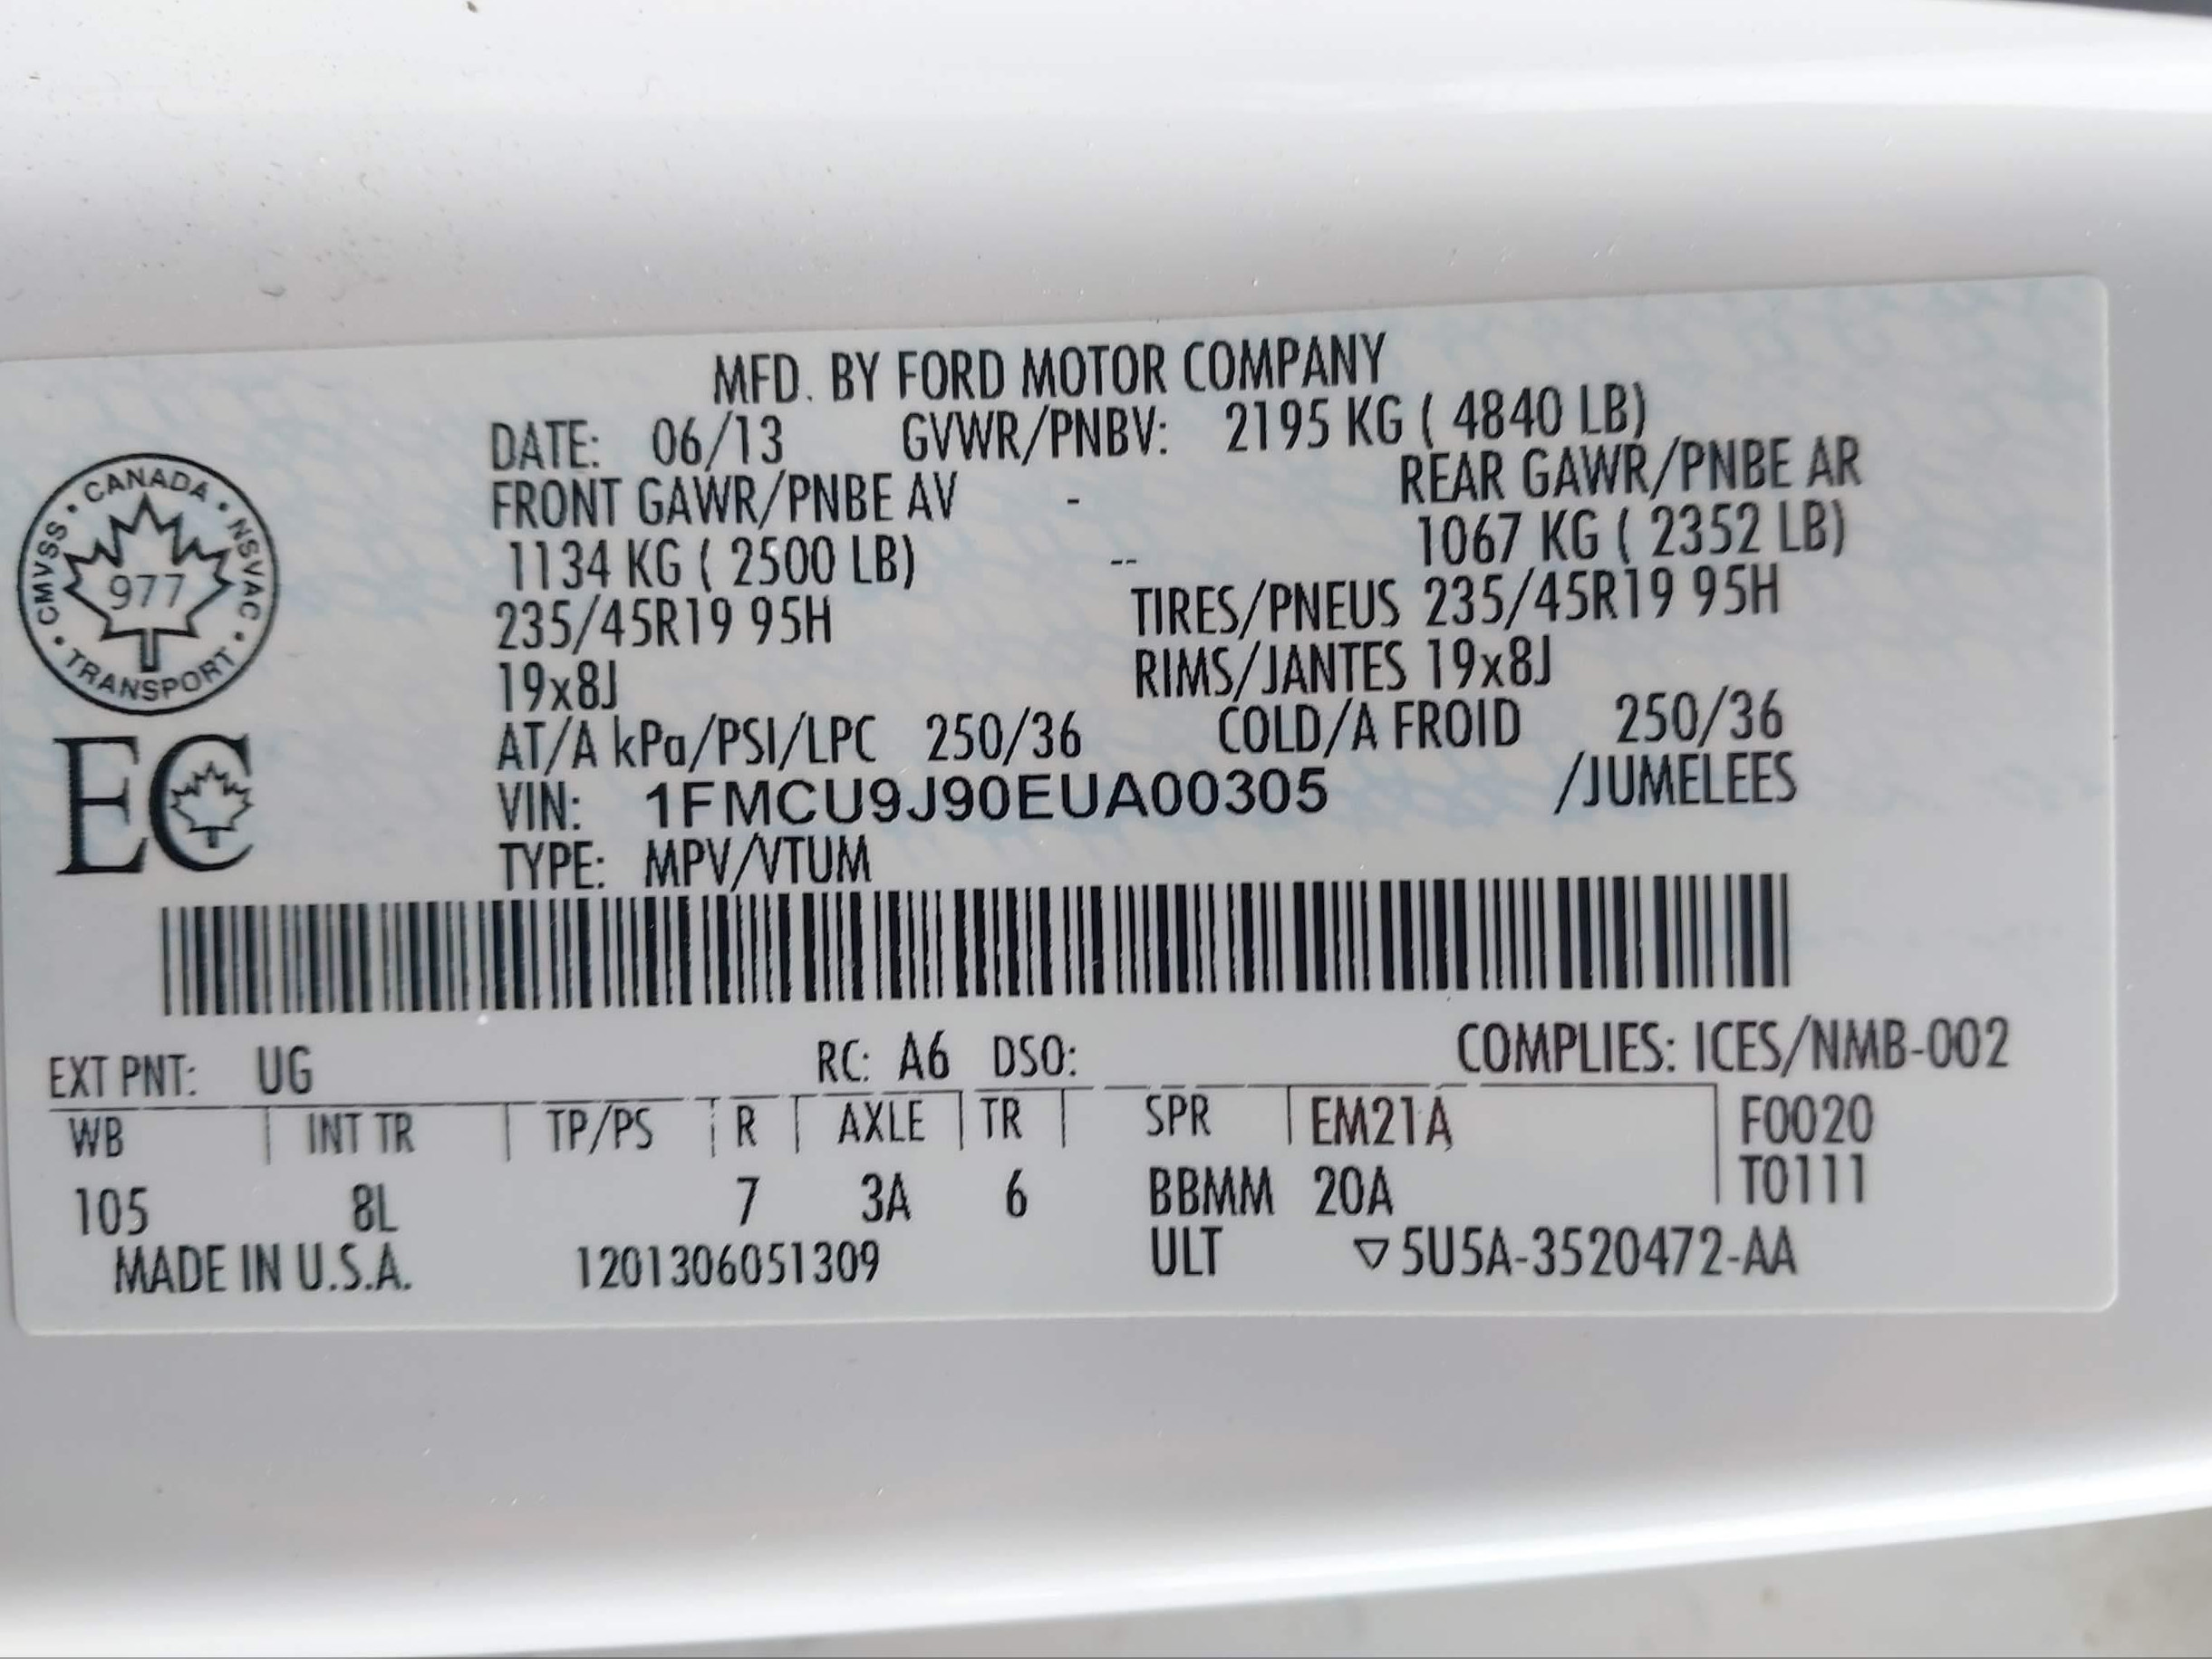 MFD. BY FORD MOTOR COMPANY
DATE: 06/13 GVWR/PNBV: 2195 KG ( 4840 LB)
FRONT GAWR/PNBE AV - REAR GAWR/PNBE AR
1134 KG ( 2500 LB) -- 1067 KG ( 2352 LB)
235/45R19 95H TIRES/PNEUS 235/45R19 95H
19x8J RIMS/JANTES 19x8J
AT/A kPa/PSI/LPC 250/36 COLD/A FROID 250/36
VIN: 1FMCU9J90EUA00305 /JUMELEES
TYPE: MPV/VTUM
CANADA · NSVAC · TRANSPORT · CMVSS ·
977
EC
EXT PNT: UG RC: A6 DSO: COMPLIES: ICES/NMB-002
WB INT TR TP/PS R AXLE TR SPR EM21A F0020
105 8L 7 3A 6 BBMM 20A T0111
MADE IN U.S.A. 1201306051309 ULT ▽5U5A-3520472-AA